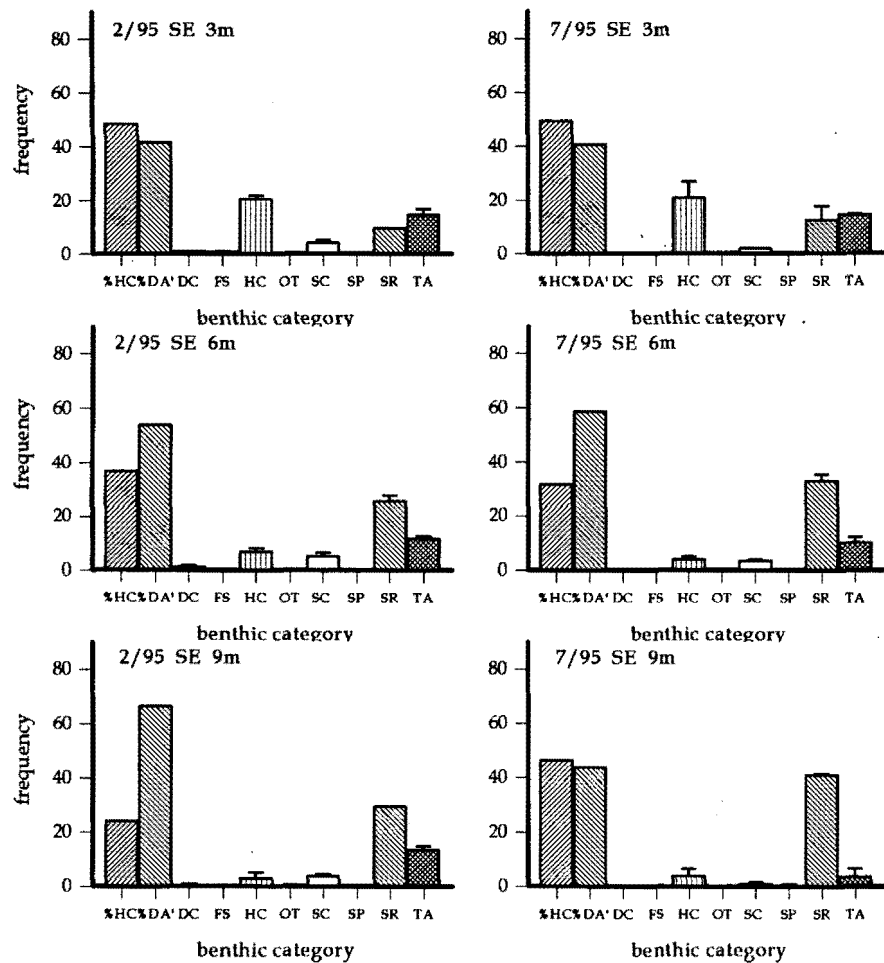 2/95 SE 3m
7/95 SE 3m
80
60
40
20
0
frequency
%HC %DA' DC FS HC OT SC SP SR TA
benthic category
80
60
40
20
0
%HC %DA' DC FS HC OT SC SP SR TA
benthic category
2/95 SE 6m
7/95 SE 6m
80
60
40
20
0
frequency
%HC %DA' DC FS HC OT SC SP SR TA
benthic category
80
60
40
20
0
%HC %DA' DC FS HC OT SC SP SR TA
benthic category
2/95 SE 9m
7/95 SE 9m
80
60
40
20
0
frequency
%HC %DA' DC FS HC OT SC SP SR TA
benthic category
80
60
40
20
0
%HC %DA' DC FS HC OT SC SP SR TA
benthic category